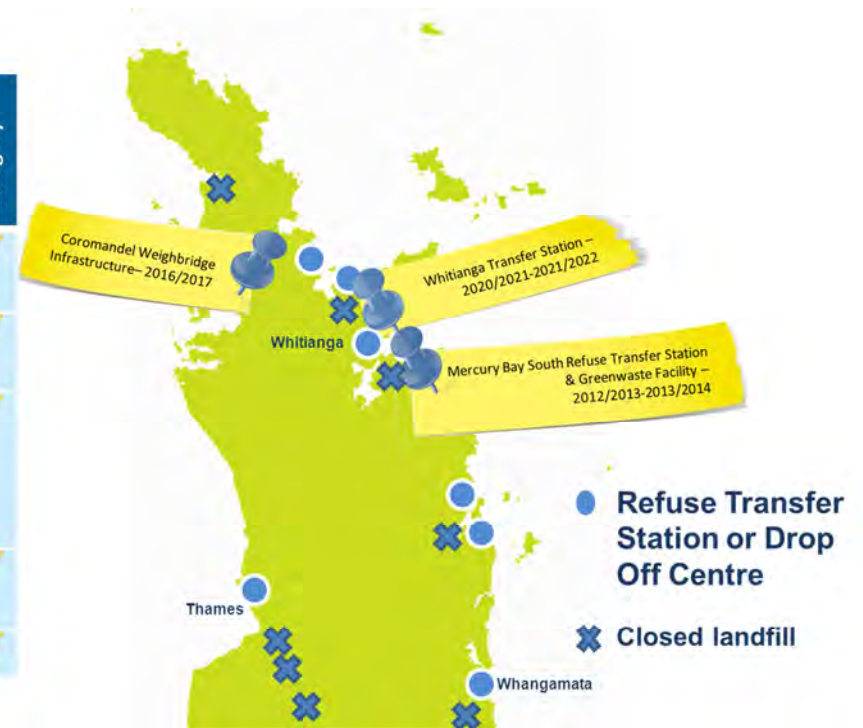 Coromandel Weighbridge
Infrastructure– 2016/2017
Whitianga Transfer Station –
2020/2021-2021/2022
Whitianga
Mercury Bay South Refuse Transfer Station
& Greenwaste Facility –
2012/2013-2013/2014
Refuse Transfer
Station or Drop
Off Centre
Thames
Closed landfill
Whangamata